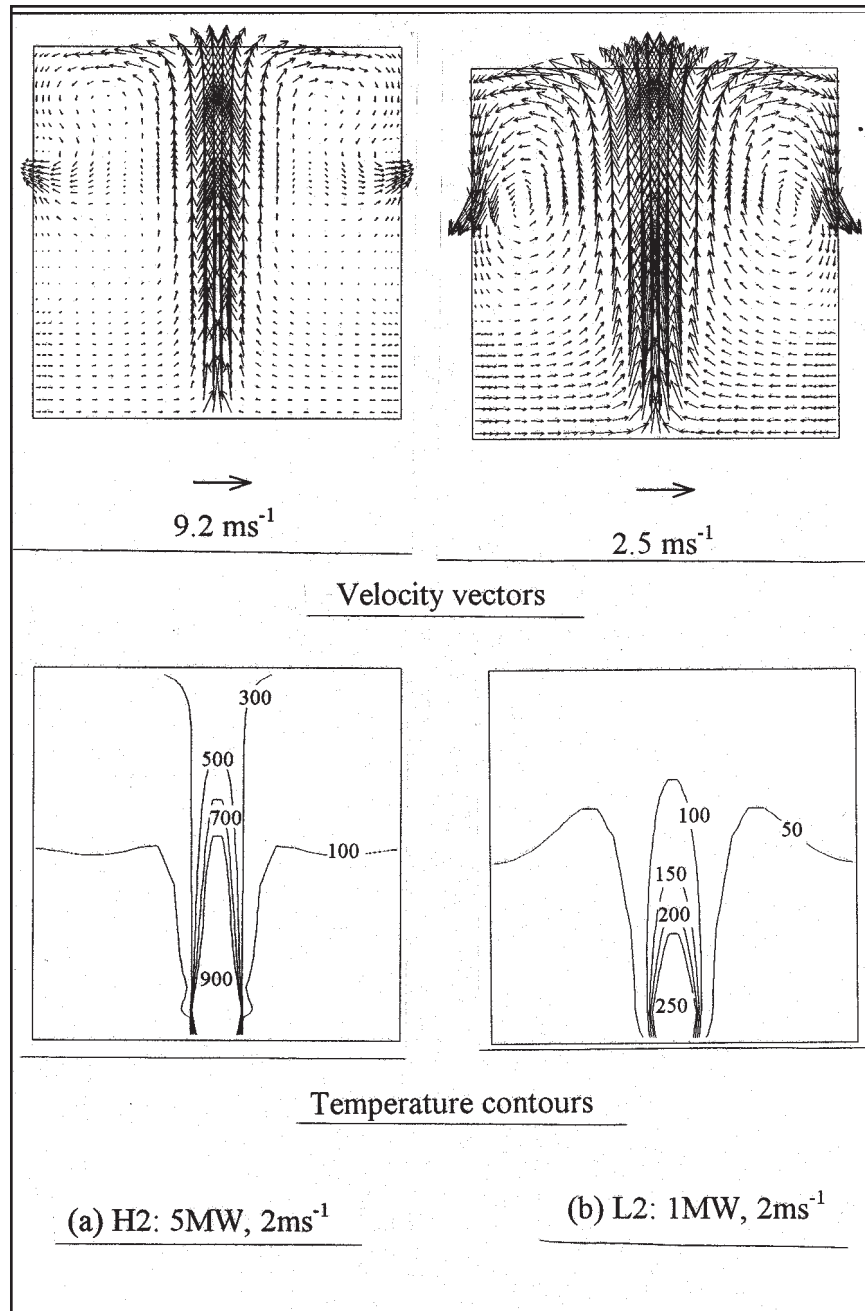 9.2 ms-1
2.5 ms-1
Velocity vectors
300
500
700
100
900
100
50
150
200
250
Temperature contours
(a) H2: 5MW, 2ms-1
(b) L2: 1MW, 2ms-1